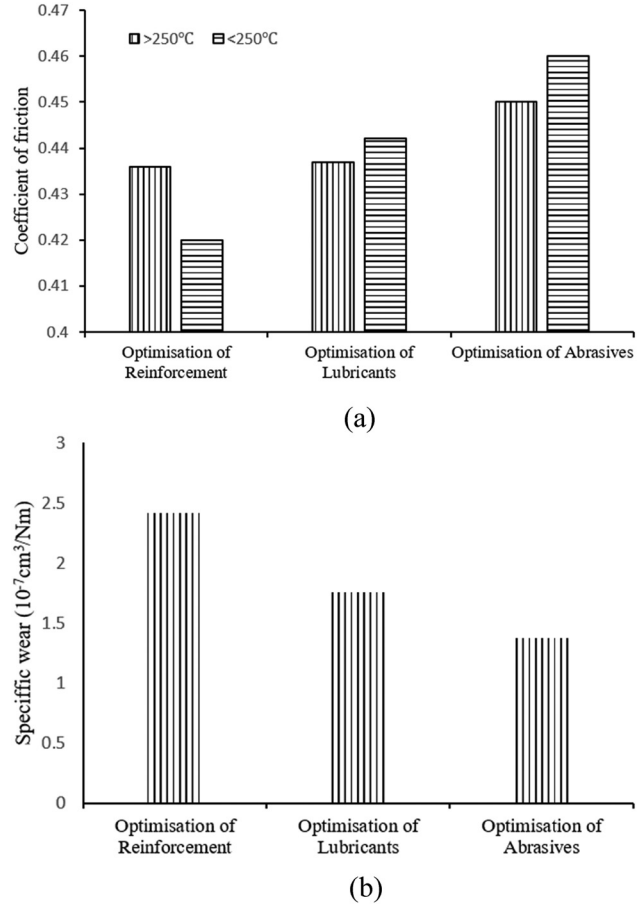 0.47
>250°C <250°C
0.46
0.45
0.44
0.43
0.42
0.41
0.4
Coefficient of friction
Optimisation of Optimisation of Optimisation of Abrasives
Reinforcement Lubricants
(a)
3
2.5
2
1.5
1
0.5
0
Speciffic wear (10⁻⁷cm³/Nm)
Optimisation of Optimisation of Optimisation of
Reinforcement Lubricants Abrasives
(b)